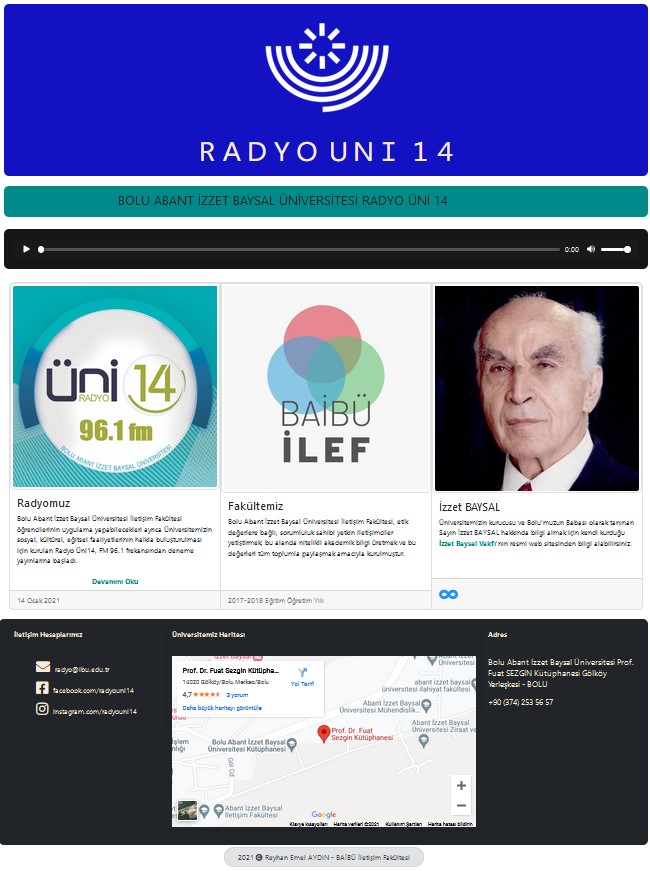 RADYO UNI 14
BOLU ABANT İZZET BAYSAL ÜNİVERSİTESİ RADYO ÜNİ 14
0:00
üni 14
RADYO
96.1 fm
BOLU ABANT İZZET BAYSAL ÜNİVERSİTESİ
BAİBÜ
İLEF
Radyomuz
Bolu Abant İzzet Baysal Üniversitesi İletişim Fakültesi
öğrencilerinin uygulama yapabilecekleri ayrıca Üniversitemizin
sosyal, kültürel, eğitsel faaliyetlerinin halkla buluşturulması
için kurulan Radyo Üni14, FM 96.1 frekansından deneme
yayınlarına başladı.
Devamını Oku
14 Ocak 2021
Fakültemiz
Bolu Abant İzzet Baysal Üniversitesi İletişim Fakültesi, etik
değerlere bağlı, sorumluluk sahibi yetkin iletişimciler
yetiştirmek; bu alanda nitelikli akademik bilgi üretmek ve bu
değerleri tüm toplumla paylaşmak amacıyla kurulmuştur.
2017-2018 Eğitim Öğretim Yılı
İzzet BAYSAL
Üniversitemizin kurucusu ve Bolu'muzun Babası olarak tanınan
Sayın İzzet BAYSAL hakkında bilgi almak için kendi kurduğu
İzzet Baysal Vakfı'nın resmi web sitesinden bilgi alabilirsiniz.
İletişim Hesaplarımız
radyo@ibu.edu.tr
facebook.com/radyouni14
instagram.com/radyouni14
Üniversitemiz Haritası
Prof. Dr. Fuat Sezgin Kütüpha...
14020 Gölköy/Bolu Merkez/Bolu
4,7 3 yorum
Daha büyük haritayı görüntüle
Yol Tarifi
İzzet Baysal
Abant İzzet Baysal
Üniversitesi Fen
abant izzet baysal
üniversitesi ilahiyat fakültesi
Abant İzzet Baysal
Üniversitesi Mühendislik...
Prof. Dr. Fuat
Sezgin Kütüphanesi
Abant İzzet Baysal
Üniversitesi Ziraat ve
Bolu Abant İzzet Baysal
Üniversitesi Kütüphanesi
Göl Cd
Abant İzzet Baysal
İletişim Fakültesi
Google
Klavye kısayolları Harita verileri ©2021 Kullanım Şartları Harita hatası bildirin
Adres
Bolu Abant İzzet Baysal Üniversitesi Prof.
Fuat SEZGİN Kütüphanesi Gölköy
Yerleşkesi - BOLU
+90 (374) 253 56 57
2021 © Reyhan Emel AYDIN - BAİBÜ İletişim Fakültesi